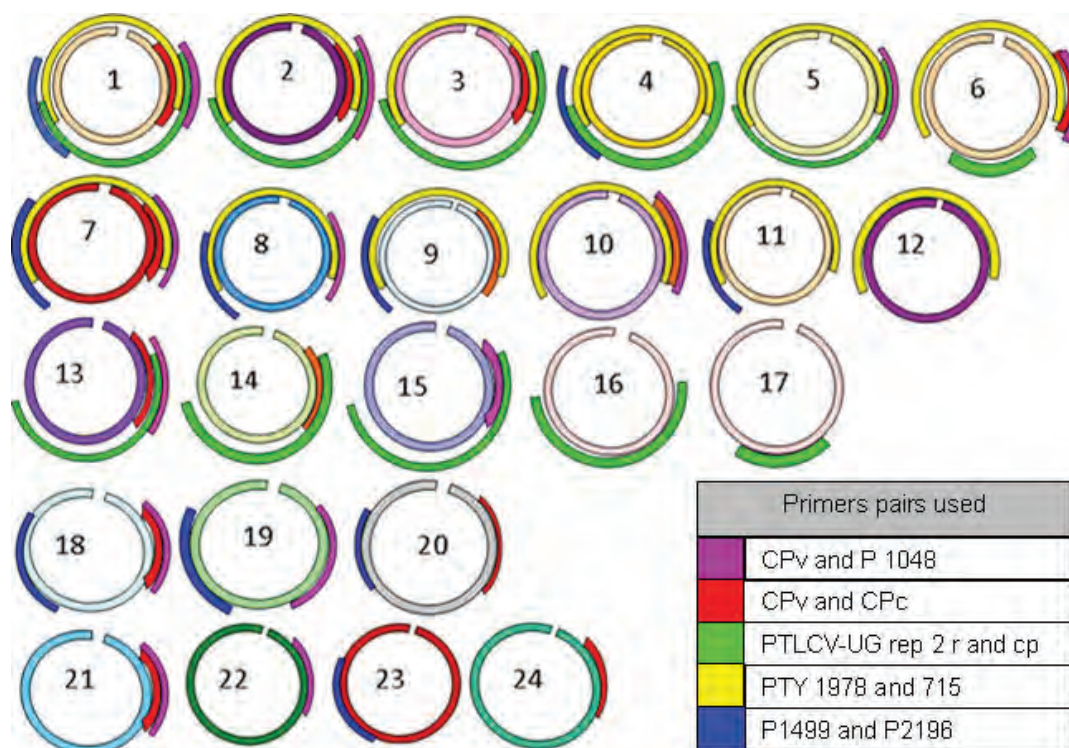 1 2 3 4 5 6
7 8 9 10 11 12
13 14 15 16 17
18 19 20
21 22 23 24
Primers pairs used
CPv and P 1048
CPv and CPc
PTLCV-UG rep 2 r and cp
PTY 1978 and 715
P1499 and P2196